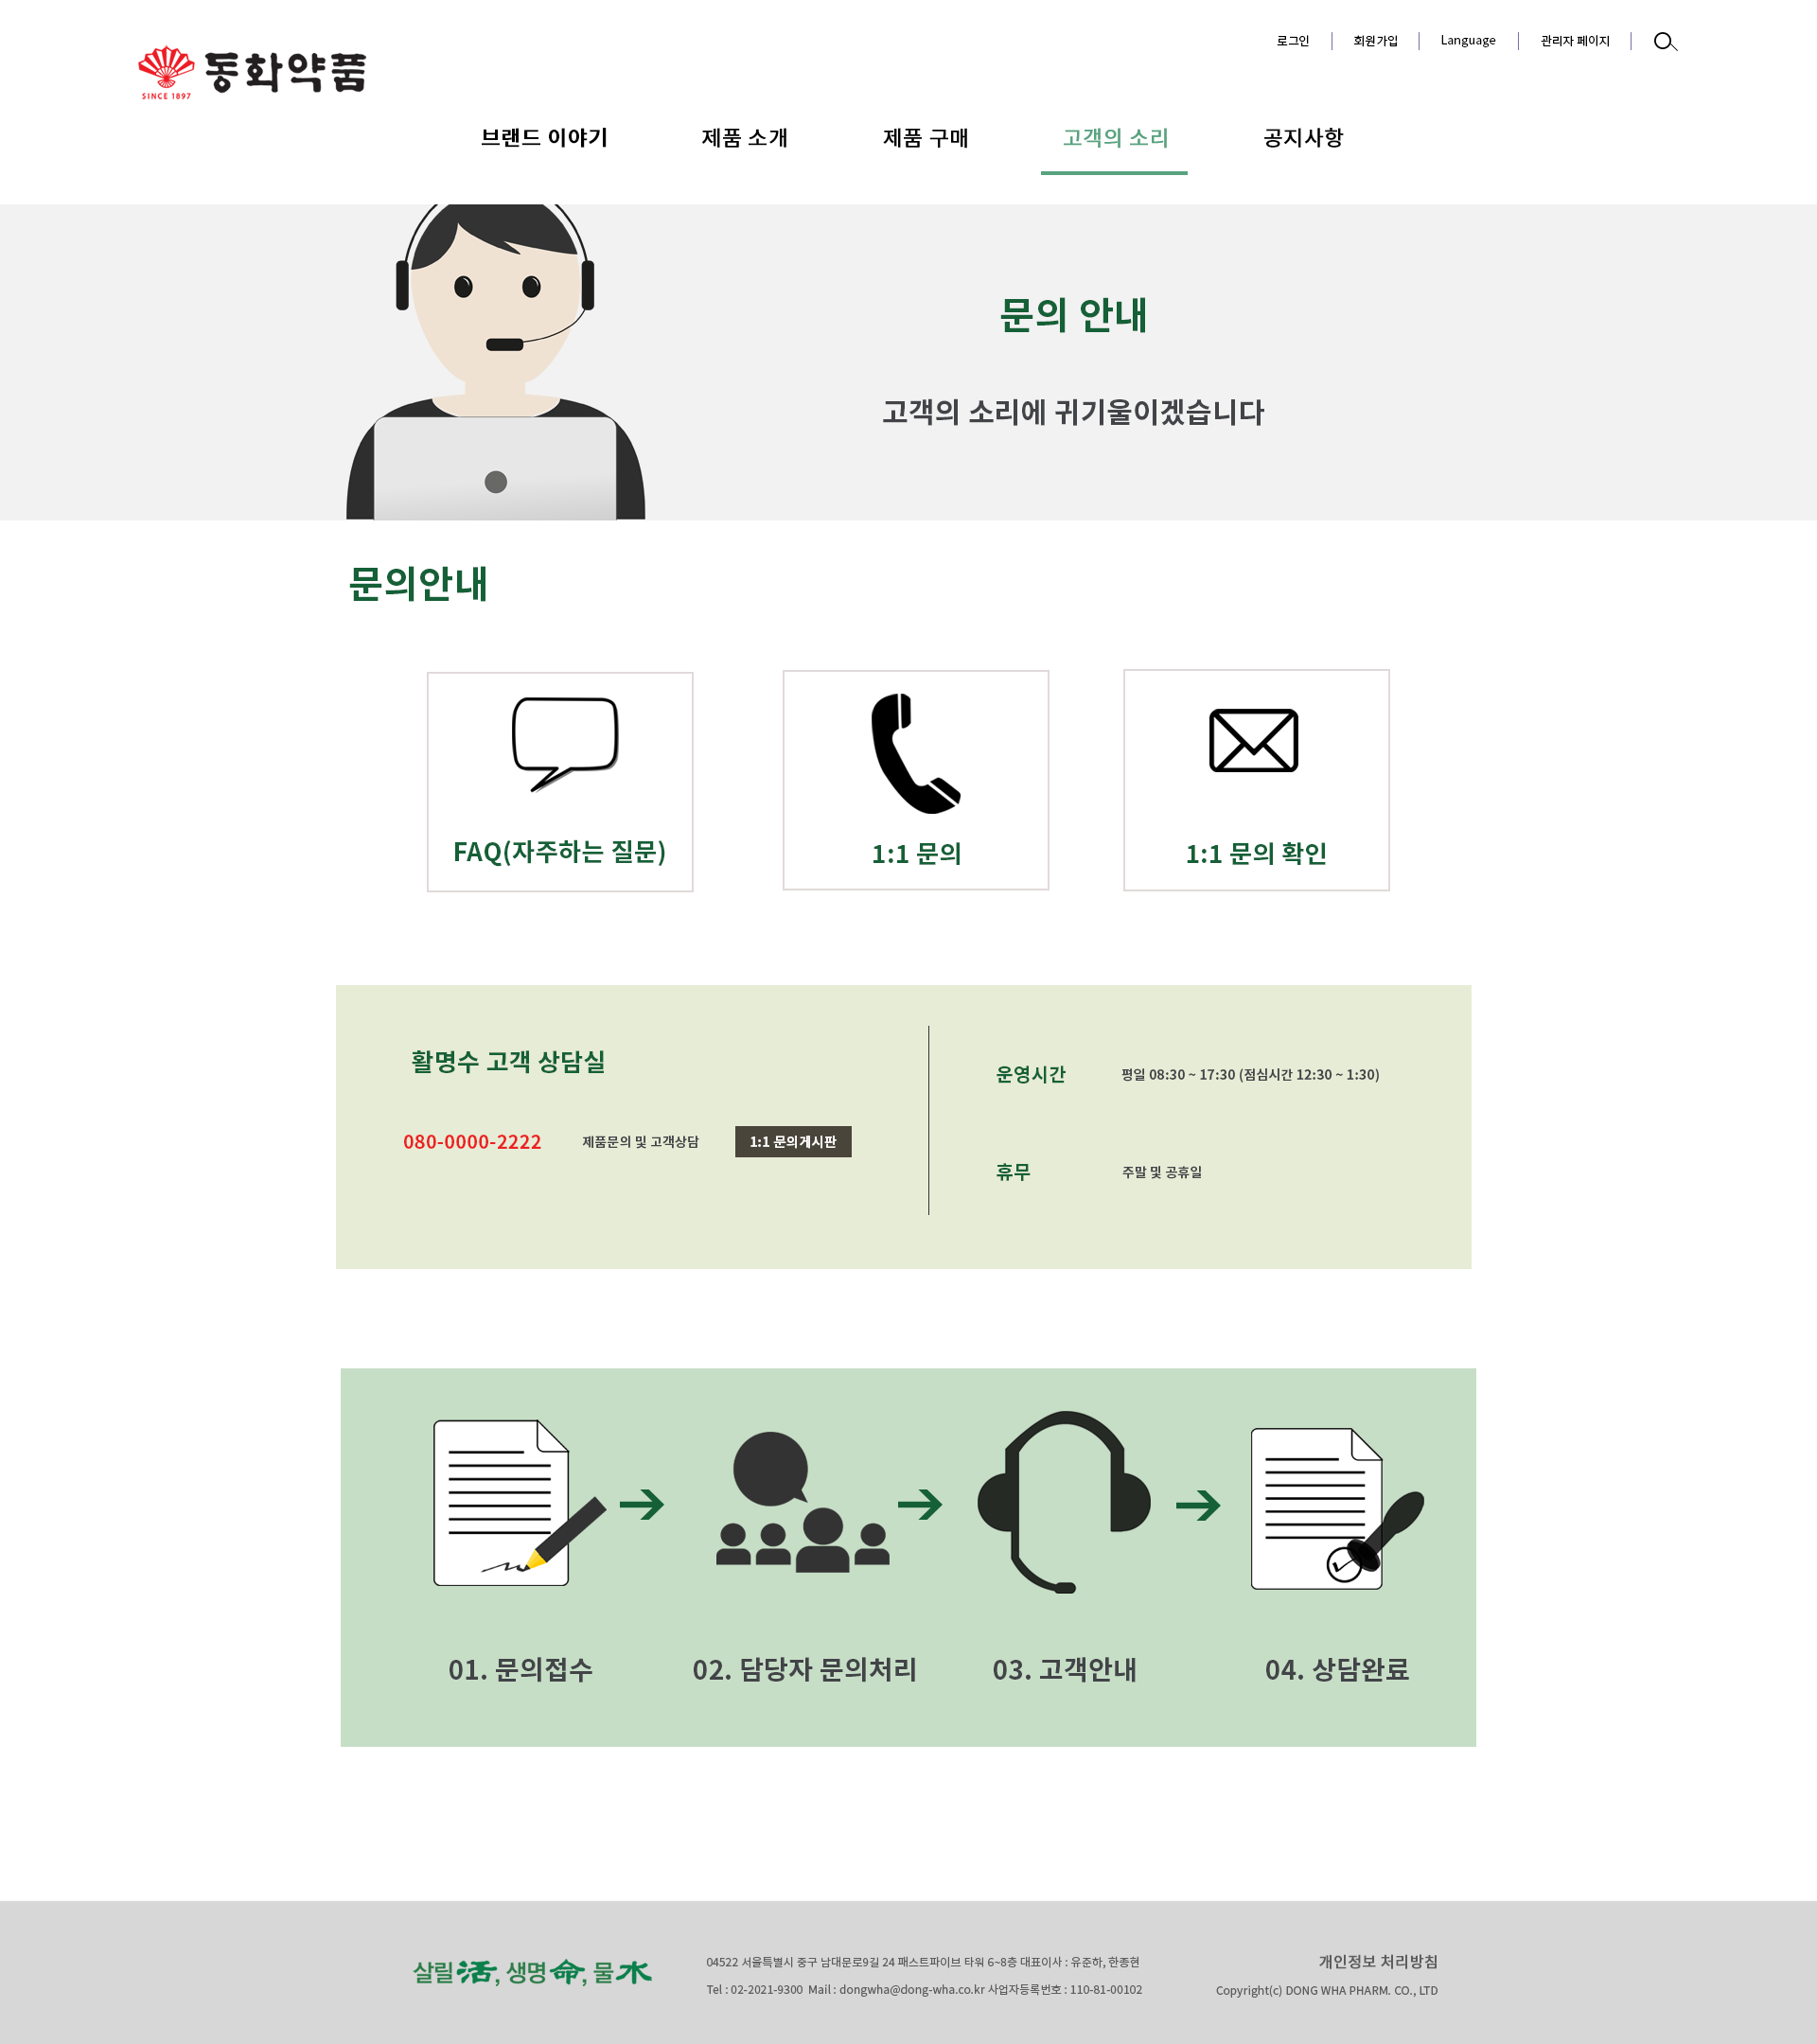 로그인
회원가입
Language
관리자 페이지
동화약품
SINCE 1897
브랜드 이야기
제품 소개
제품 구매
고객의 소리
공지사항
문의 안내
고객의 소리에 귀기울이겠습니다
문의안내
FAQ(자주하는 질문)
1:1 문의
1:1 문의 확인
활명수 고객 상담실
080-0000-2222
제품문의 및 고객상담
1:1 문의게시판
운영시간
평일 08:30 ~ 17:30 (점심시간 12:30 ~ 1:30)
휴무
주말 및 공휴일
01. 문의접수
02. 담당자 문의처리
03. 고객안내
04. 상담완료
살릴活, 생명命, 물水
04522 서울특별시 중구 남대문로9길 24 패스트파이브 타워 6~8층 대표이사 : 유준하, 한종현
Tel : 02-2021-9300 Mail : dongwha@dong-wha.co.kr 사업자등록번호 : 110-81-00102
개인정보 처리방침
Copyright(c) DONG WHA PHARM. CO., LTD